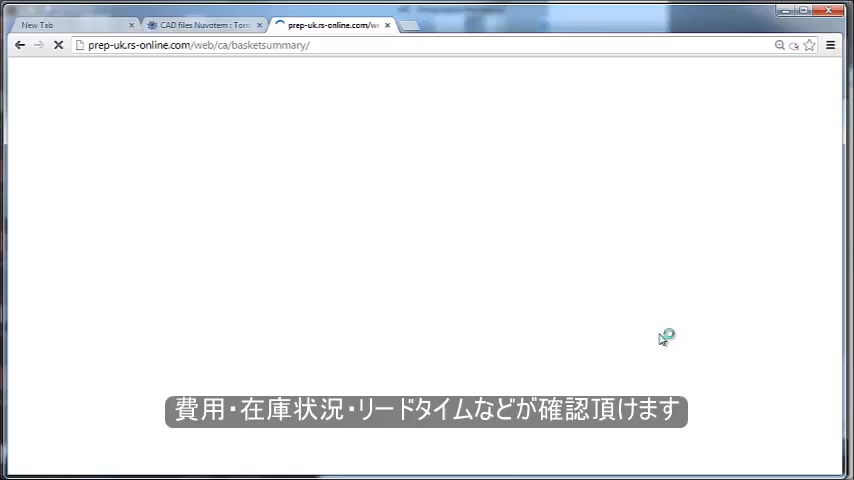 New Tab
CAD files Nuvotem : Toro
prep-uk.rs-online.com/w
prep-uk.rs-online.com/web/ca/basketsummary/
費用・在庫状況・リードタイムなどが確認頂けます